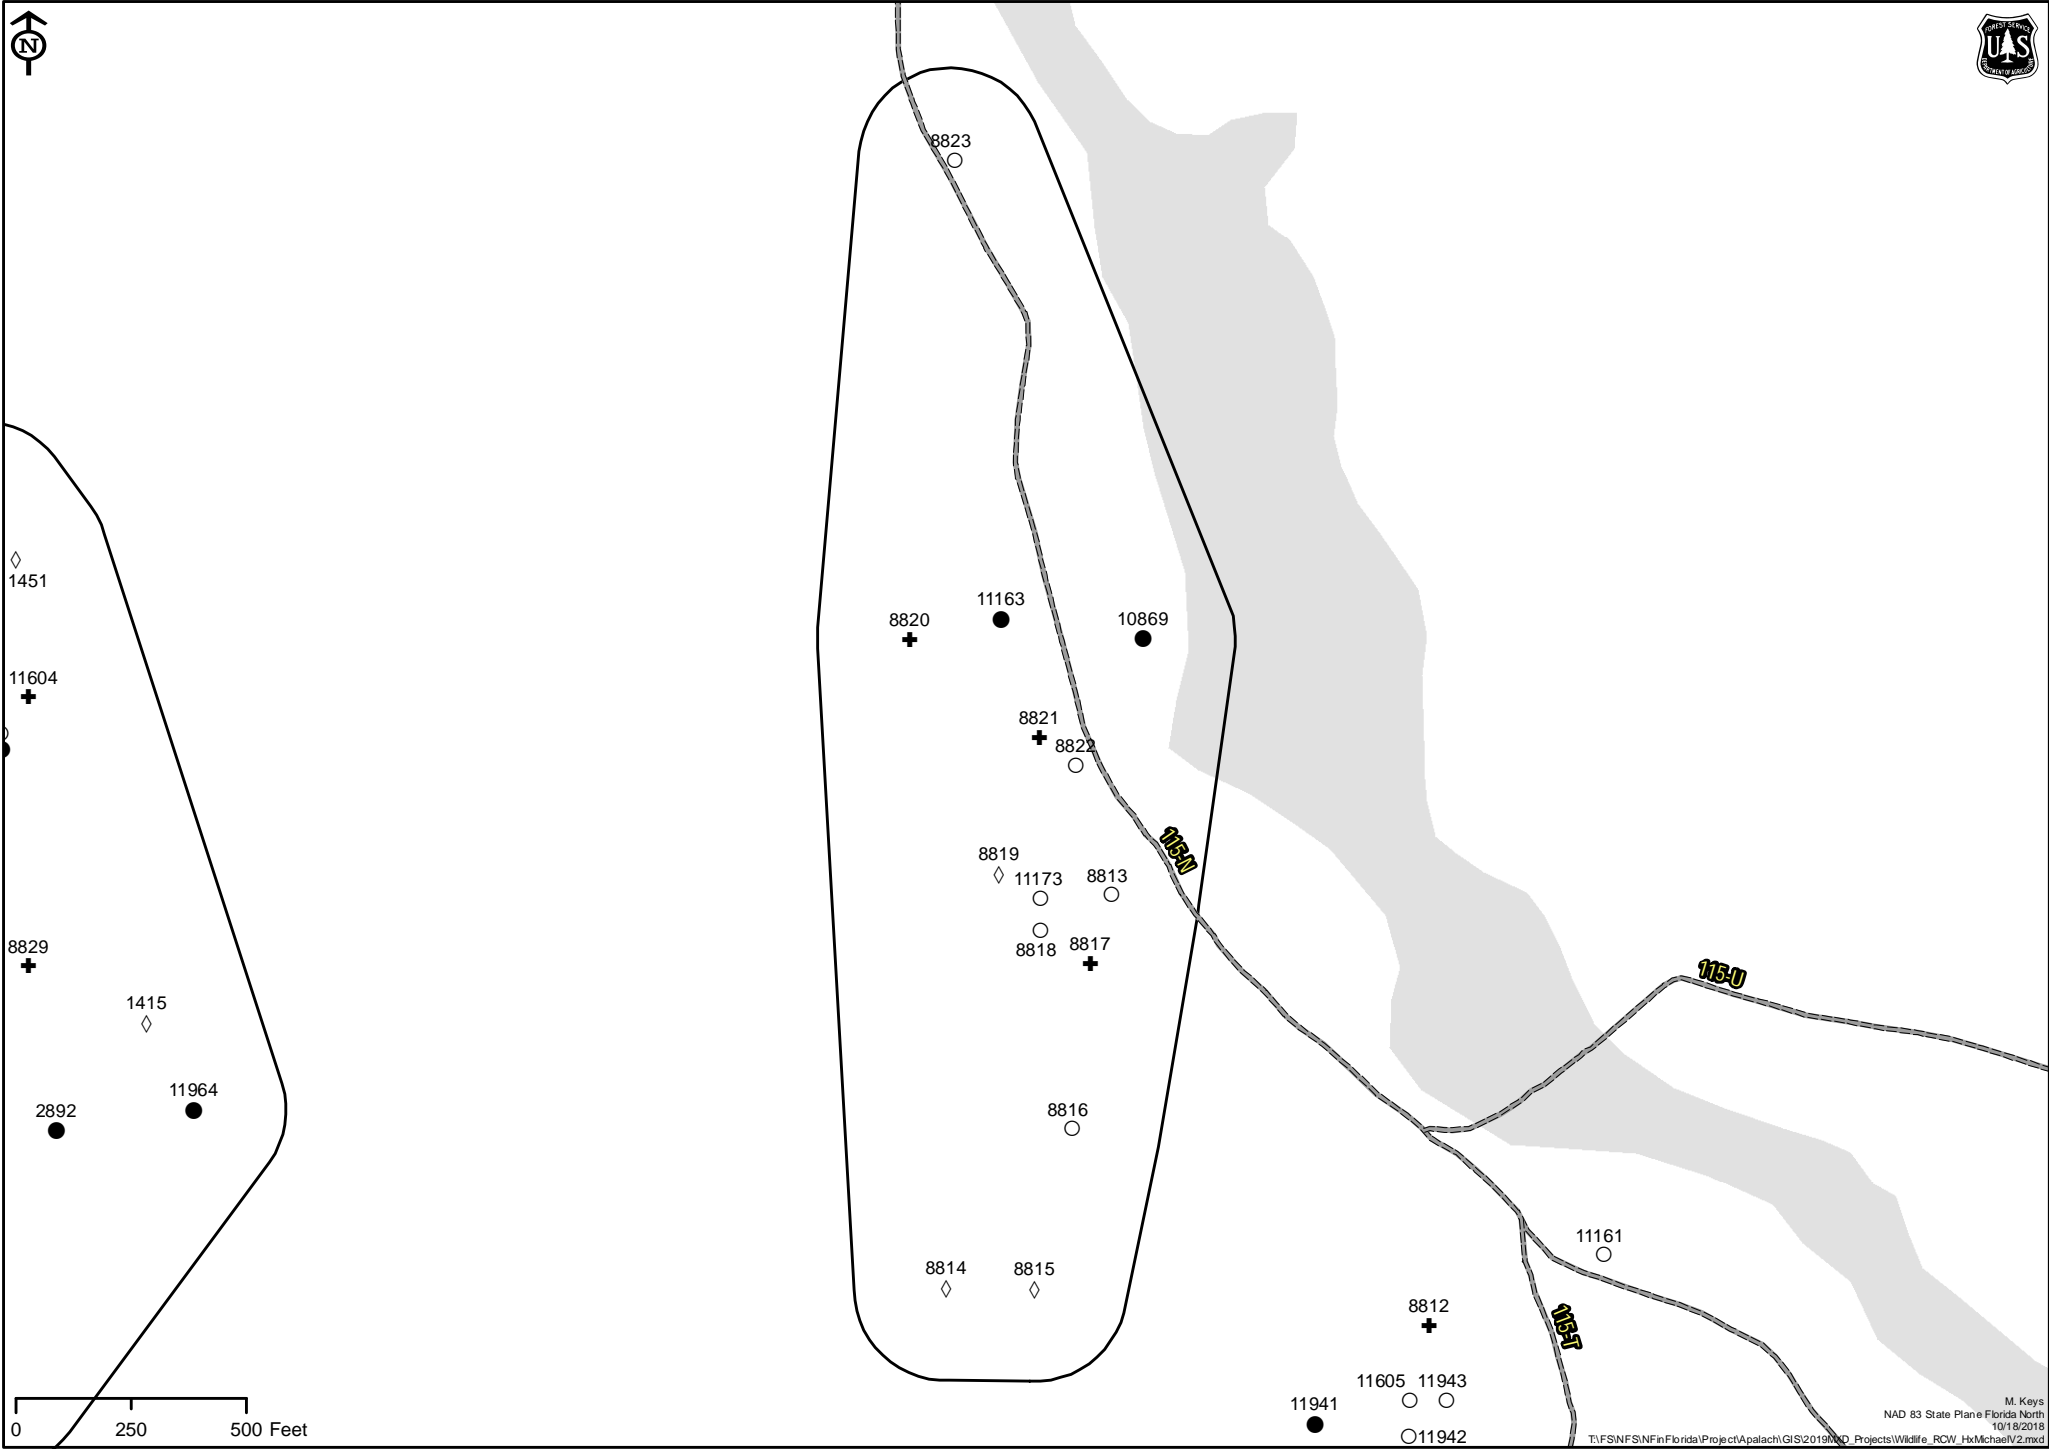 N
FOREST SERVICE
U S
DEPARTMENT OF AGRICULTURE
8823
1451
11163
8820
10869
11604
8821
8822
115-N
8819
11173
8813
8829
8818
8817
115-U
1415
11964
2892
8816
11161
8814
8815
8812
115-T
11605
11943
11941
11942
0
250
500 Feet
M. Keys
NAD 83 State Plane Florida North
10/18/2018
T:\FS\NFS\NFinFlorida\Project\Apalach\GIS\2019MXD_Projects\Wildlife_RCW_HxMichaelV2.mxd